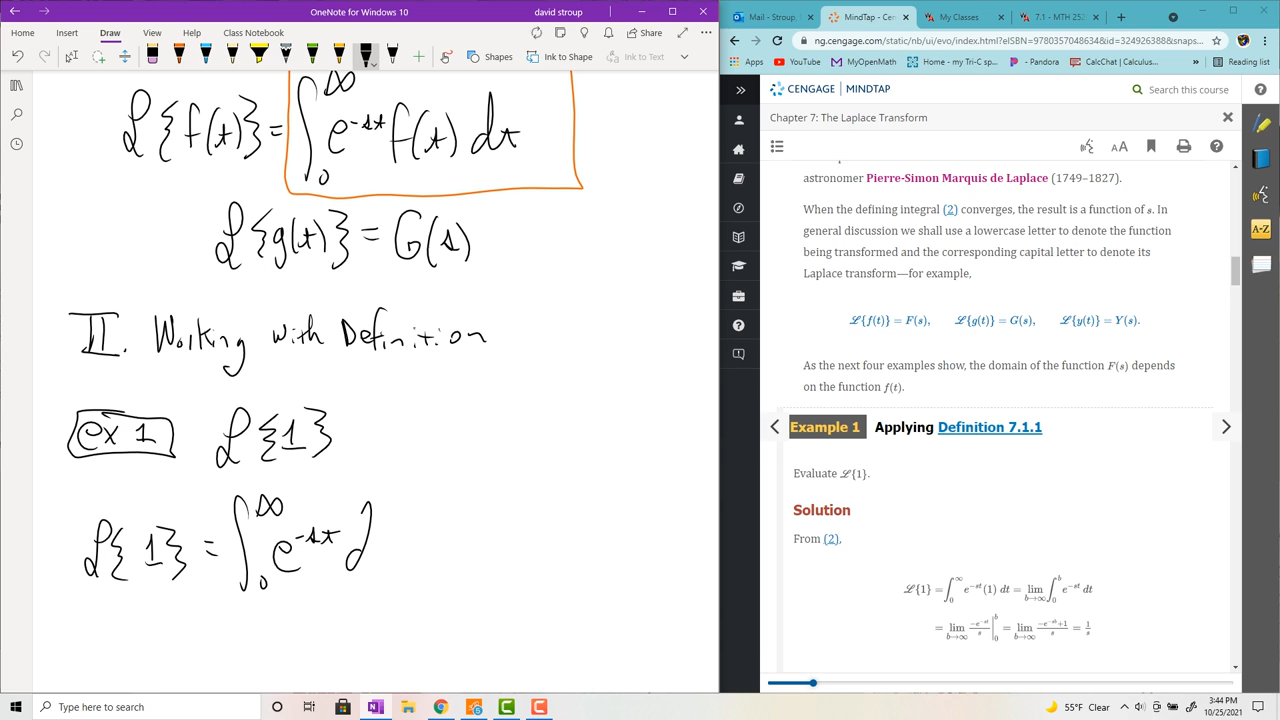 OneNote for Windows 10
david stroup
Home Insert Draw View Help Class Notebook Share
Shapes Ink to Shape Ink to Text
ℒ{f(t)} = ∫₀^∞ e^(-st) f(t) dt
ℒ{g(t)} = G(s)
II. Working with Definition
ex 1 ℒ{1}
ℒ{1} = ∫₀^∞ e^(-st) d
Mail - Stroup, D MindTap - Cenga My Classes 7.1 - MTH 252
ng.cengage.com/static/nb/ui/evo/index.html?eISBN=9780357048634&id=324926388&snaps...
Apps YouTube MyOpenMath Home - my Tri-C sp... - Pandora CalcChat | Calculus... Reading list
CENGAGE | MINDTAP Search this course
Chapter 7: The Laplace Transform
AA
A-Z
astronomer Pierre-Simon Marquis de Laplace (1749–1827).
When the defining integral (2) converges, the result is a function of s. In
general discussion we shall use a lowercase letter to denote the function
being transformed and the corresponding capital letter to denote its
Laplace transform—for example,
ℒ{f(t)} = F(s), ℒ{g(t)} = G(s), ℒ{y(t)} = Y(s).
As the next four examples show, the domain of the function F(s) depends
on the function f(t).
Example 1 Applying Definition 7.1.1
Evaluate ℒ{1}.
Solution
From (2),
ℒ{1} = ∫₀^∞ e^(-st)(1) dt = lim b→∞ ∫₀^b e^(-st) dt
= lim b→∞ -e^(-st)/s |₀^b = lim b→∞ -e^(-sb)+1/s = 1/s
Type here to search
55°F Clear
3:44 PM
10/25/2021